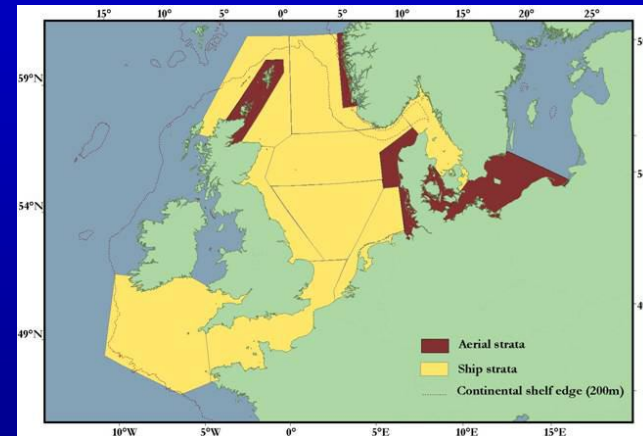 15° 10° 5° 0° 5° 10° 15° 20° 25°
59°N
54°N
49°N
Aerial strata
Ship strata
Continental shelf edge (200m)
10°W 5°W 0° 5°E 10°E 15°E